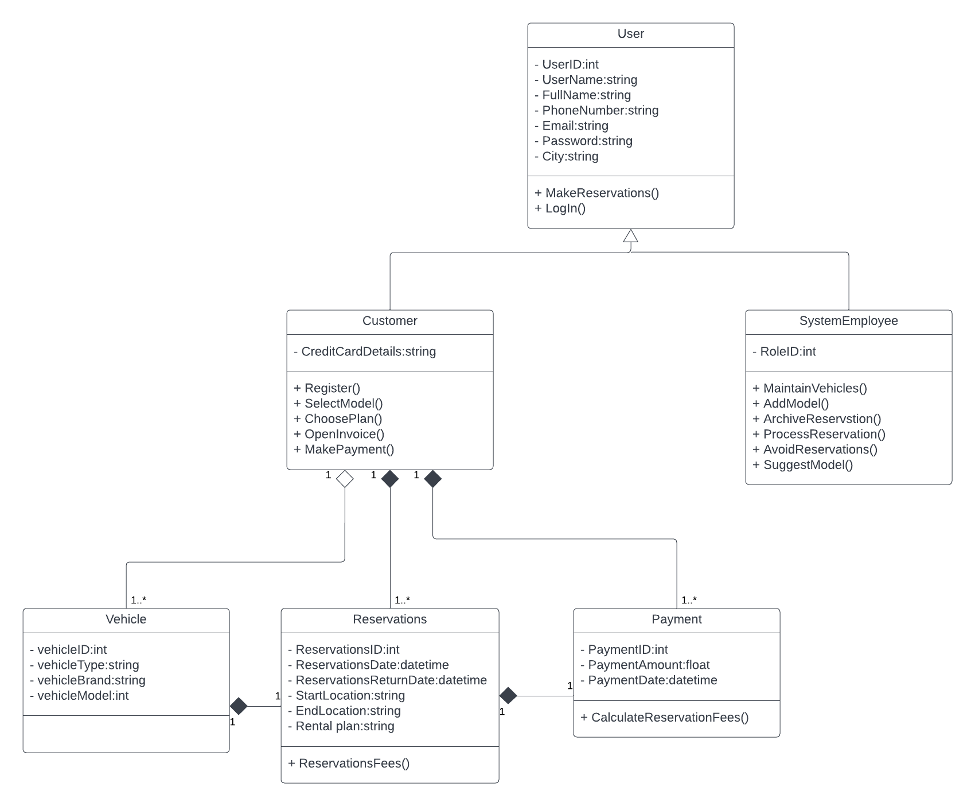 User
- UserID:int
- UserName:string
- FullName:string
- PhoneNumber:string
- Email:string
- Password:string
- City:string
+ MakeReservations()
+ LogIn()
Customer
- CreditCardDetails:string
+ Register()
+ SelectModel()
+ ChoosePlan()
+ OpenInvoice()
+ MakePayment()
SystemEmployee
- RoleID:int
+ MaintainVehicles()
+ AddModel()
+ ArchiveReservstion()
+ ProcessReservation()
+ AvoidReservations()
+ SuggestModel()
1
1
1
1..*
1..*
1..*
Vehicle
- vehicleID:int
- vehicleType:string
- vehicleBrand:string
- vehicleModel:int
1
1
Reservations
- ReservationsID:int
- ReservationsDate:datetime
- ReservationsReturnDate:datetime
- StartLocation:string
- EndLocation:string
- Rental plan:string
+ ReservationsFees()
1
1
Payment
- PaymentID:int
- PaymentAmount:float
- PaymentDate:datetime
+ CalculateReservationFees()